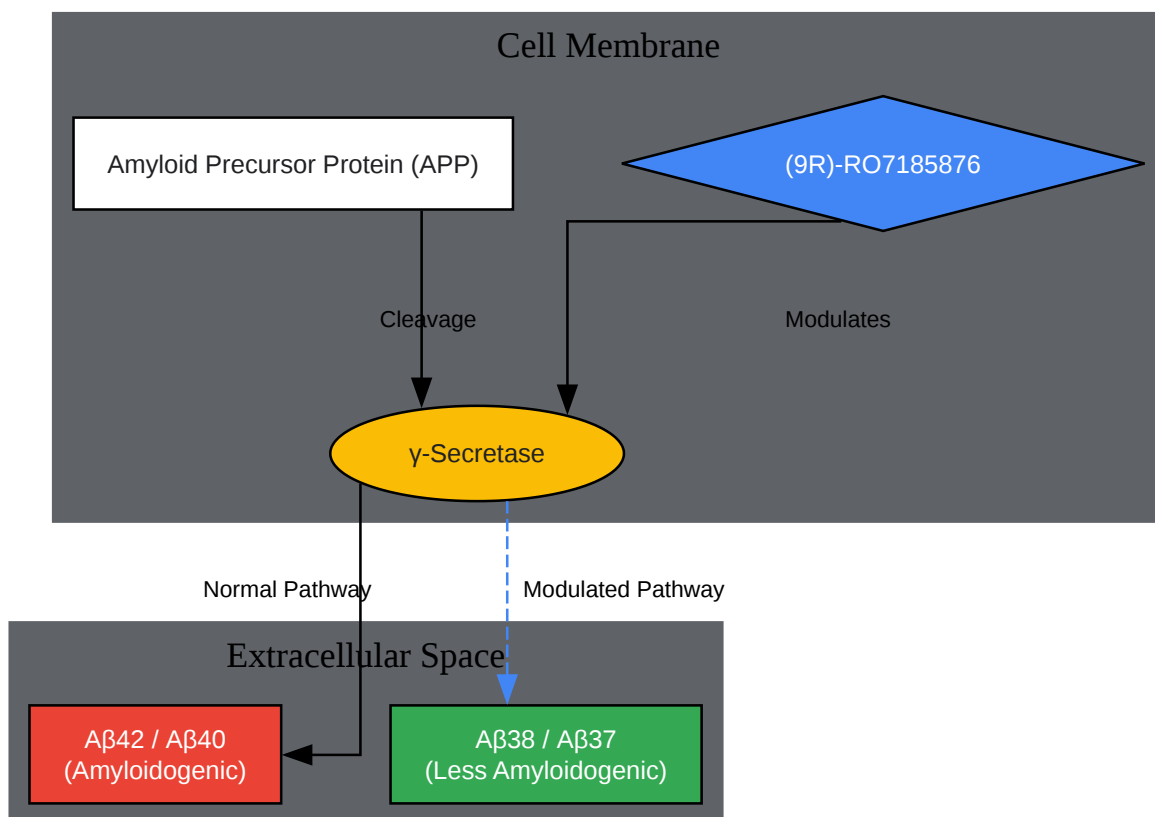 Cell Membrane
Amyloid Precursor Protein (APP)
(9R)-RO7185876
Cleavage
Modulates
γ-Secretase
Normal Pathway
Modulated Pathway
Extracellular Space
Aβ42 / Aβ40
(Amyloidogenic)
Aβ38 / Aβ37
(Less Amyloidogenic)